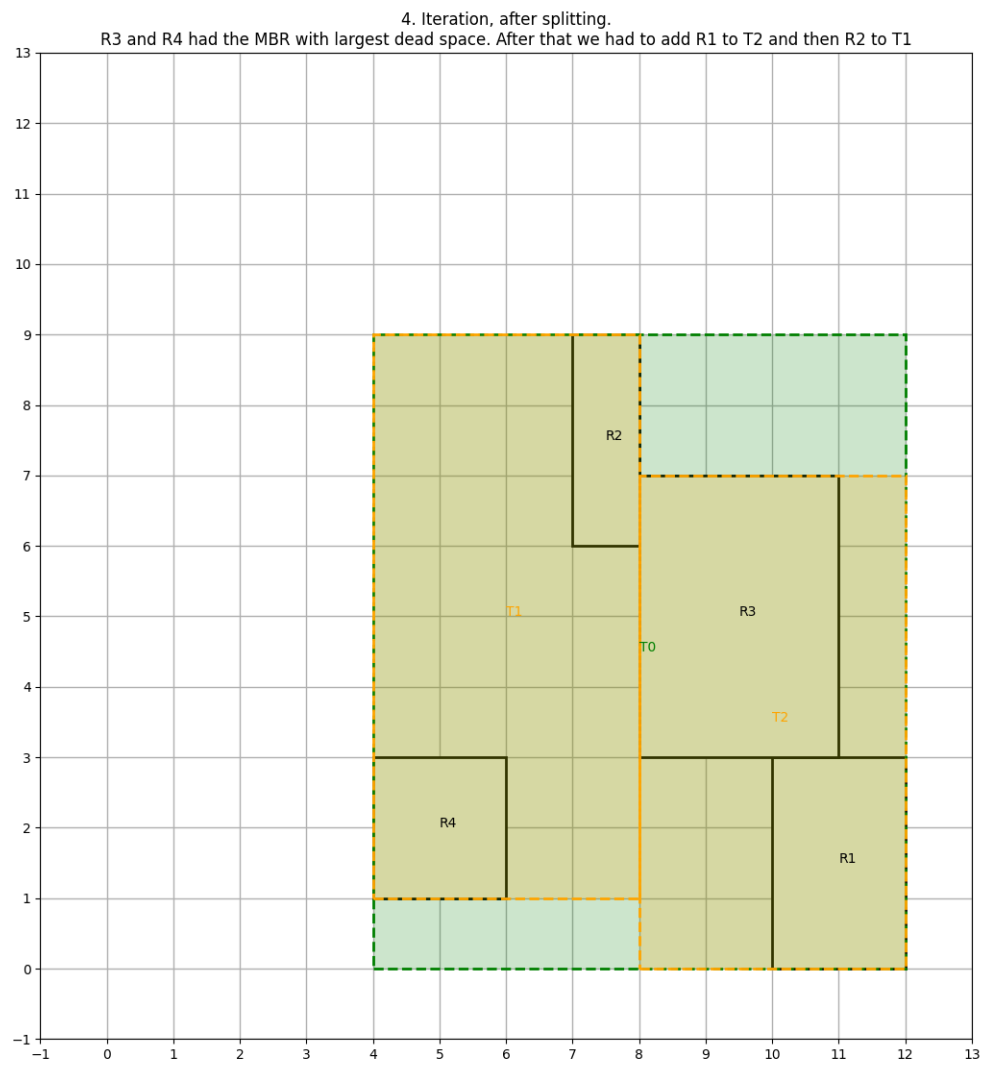 4. Iteration, after splitting.
R3 and R4 had the MBR with largest dead space. After that we had to add R1 to T2 and then R2 to T1
13
12
11
10
9
8
R2
7
6
5
T1
R3
T0
4
T2
3
R4
2
R1
1
0
−1
−1 0 1 2 3 4 5 6 7 8 9 10 11 12 13